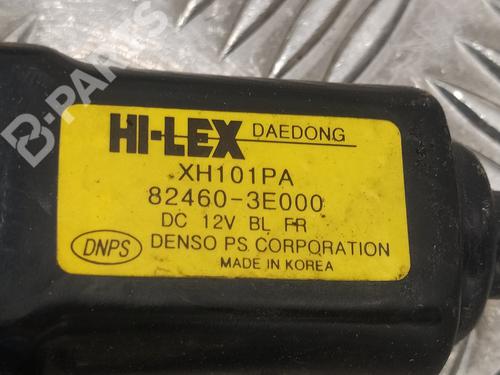 B-PARTS
HI-LEX DAEDONG
XH101PA
82460-3E000
DC 12V BL FR
DNPS DENSO PS CORPORATION
MADE IN KOREA